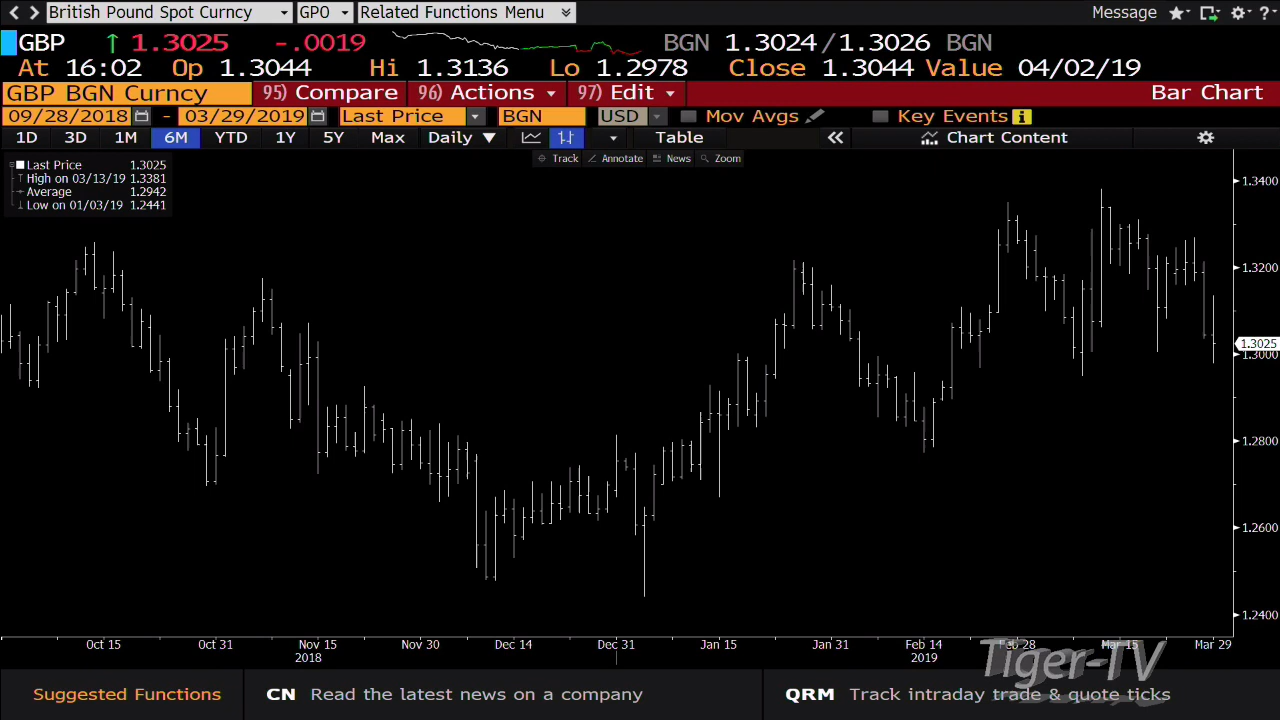 British Pound Spot Curncy GPO Related Functions Menu Message ?
GBP ↑ 1.3025 -.0019 BGN 1.3024/1.3026 BGN
At 16:02 Op 1.3044 Hi 1.3136 Lo 1.2978 Close 1.3044 Value 04/02/19
GBP BGN Curncy 95) Compare 96) Actions 97) Edit Bar Chart
09/28/2018 - 03/29/2019 Last Price BGN USD Mov Avgs Key Events i
1D 3D 1M 6M YTD 1Y 5Y Max Daily ▼ Table « Chart Content
Track Annotate News Zoom
Last Price 1.3025
High on 03/13/19 1.3381
Average 1.2942
Low on 01/03/19 1.2441
1.3400
1.3200
1.3025
1.3000
1.2800
1.2600
1.2400
Oct 15 Oct 31 Nov 15 Nov 30 Dec 14 Dec 31 Jan 15 Jan 31 Feb 14 Feb 28 Mar 15 Mar 29
2018 2019
Tiger-TV
Suggested Functions CN Read the latest news on a company QRM Track intraday trade & quote ticks